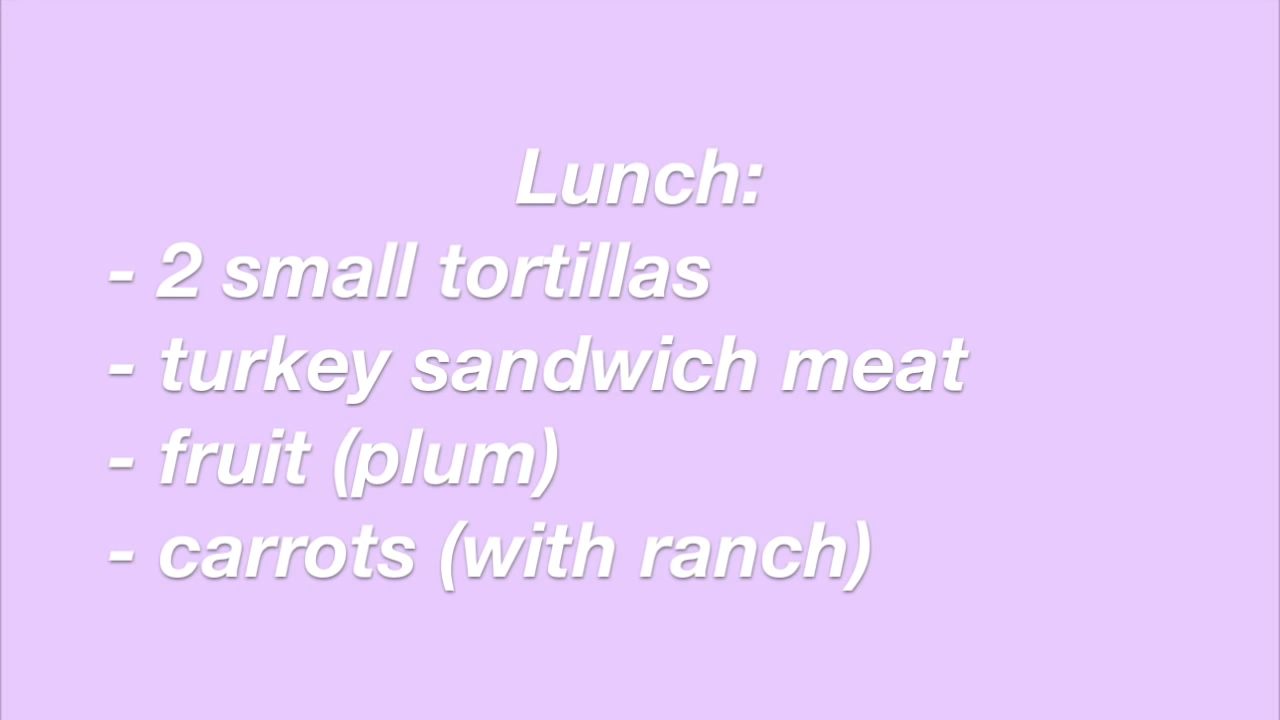 Lunch:
- 2 small tortillas
- turkey sandwich meat
- fruit (plum)
- carrots (with ranch)